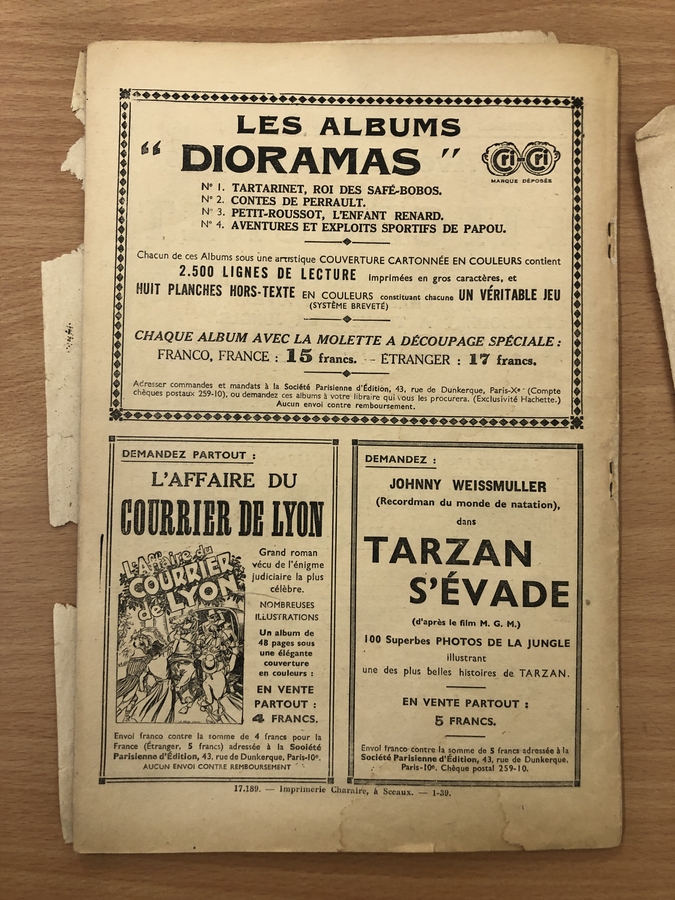 LES ALBUMS
" DIORAMAS "
Cri-Cri
MARQUE DÉPOSÉE
N° 1. TARTARINET, ROI DES SAFÉ-BOBOS.
N° 2. CONTES DE PERRAULT.
N° 3. PETIT-ROUSSOT, L'ENFANT RENARD.
N° 4. AVENTURES ET EXPLOITS SPORTIFS DE PAPOU.
Chacun de ces Albums sous une artistique COUVERTURE CARTONNÉE EN COULEURS contient
2.500 LIGNES DE LECTURE imprimées en gros caractères, et
HUIT PLANCHES HORS-TEXTE EN COULEURS constituant chacune UN VÉRITABLE JEU
(SYSTÈME BREVETÉ)
CHAQUE ALBUM AVEC LA MOLETTE A DÉCOUPAGE SPÉCIALE :
FRANCO, FRANCE : 15 francs. - ÉTRANGER : 17 francs.
Adresser commandes et mandats à la Société Parisienne d'Édition, 43, rue de Dunkerque, Paris-Xe (Compte
chèques postaux 259-10), ou demandez ces albums à votre libraire qui vous les procurera. (Exclusivité Hachette.)
Aucun envoi contre remboursement.
DEMANDEZ PARTOUT :
L'AFFAIRE DU
COURRIER DE LYON
L'Affaire du
COURRIER
de LYON
Grand roman
vécu de l'énigme
judiciaire la plus
célèbre.
NOMBREUSES
ILLUSTRATIONS
Un album de
48 pages sous
une élégante
couverture
en couleurs :
EN VENTE
PARTOUT :
4 FRANCS.
Envoi franco contre la somme de 4 francs pour la
France (Étranger, 5 francs) adressée à la Société
Parisienne d'Édition, 43, rue de Dunkerque, Paris-10e.
AUCUN ENVOI CONTRE REMBOURSEMENT
DEMANDEZ :
JOHNNY WEISSMULLER
(Recordman du monde de natation),
dans
TARZAN
S'ÉVADE
(d'après le film M. G. M.)
100 Superbes PHOTOS DE LA JUNGLE
illustrant
une des plus belles histoires de TARZAN.
EN VENTE PARTOUT :
5 FRANCS.
Envoi franco contre la somme de 5 francs adressée à la
Société Parisienne d'Édition, 43, rue de Dunkerque,
Paris-10e. Chèque postal 259-10.
17.189. — Imprimerie Charaire, à Sceaux. — 1-39.